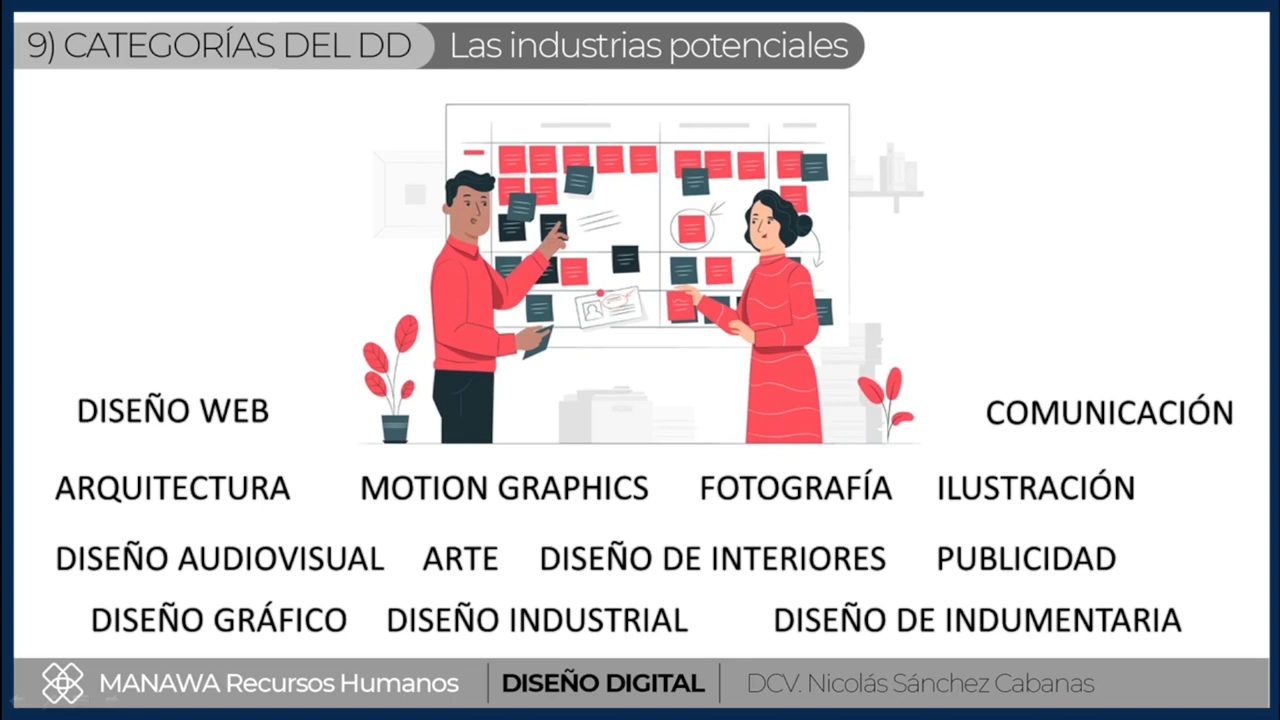 9) CATEGORÍAS DEL DD Las industrias potenciales
DISEÑO WEB COMUNICACIÓN
ARQUITECTURA MOTION GRAPHICS FOTOGRAFÍA ILUSTRACIÓN
DISEÑO AUDIOVISUAL ARTE DISEÑO DE INTERIORES PUBLICIDAD
DISEÑO GRÁFICO DISEÑO INDUSTRIAL DISEÑO DE INDUMENTARIA
MANAWA Recursos Humanos DISEÑO DIGITAL DCV. Nicolás Sánchez Cabanas